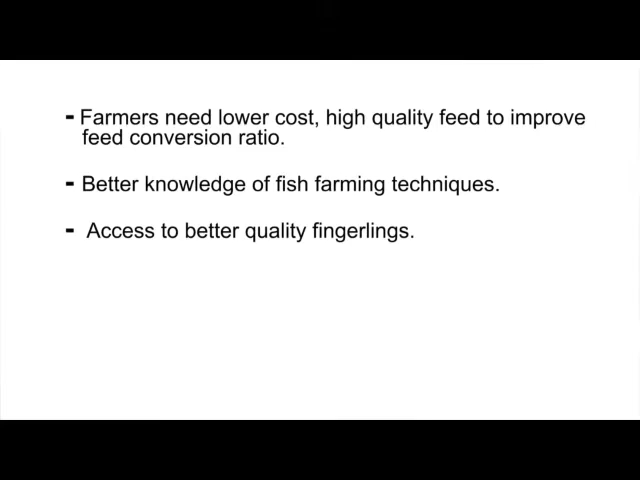 - Farmers need lower cost, high quality feed to improve
feed conversion ratio.
- Better knowledge of fish farming techniques.
- Access to better quality fingerlings.